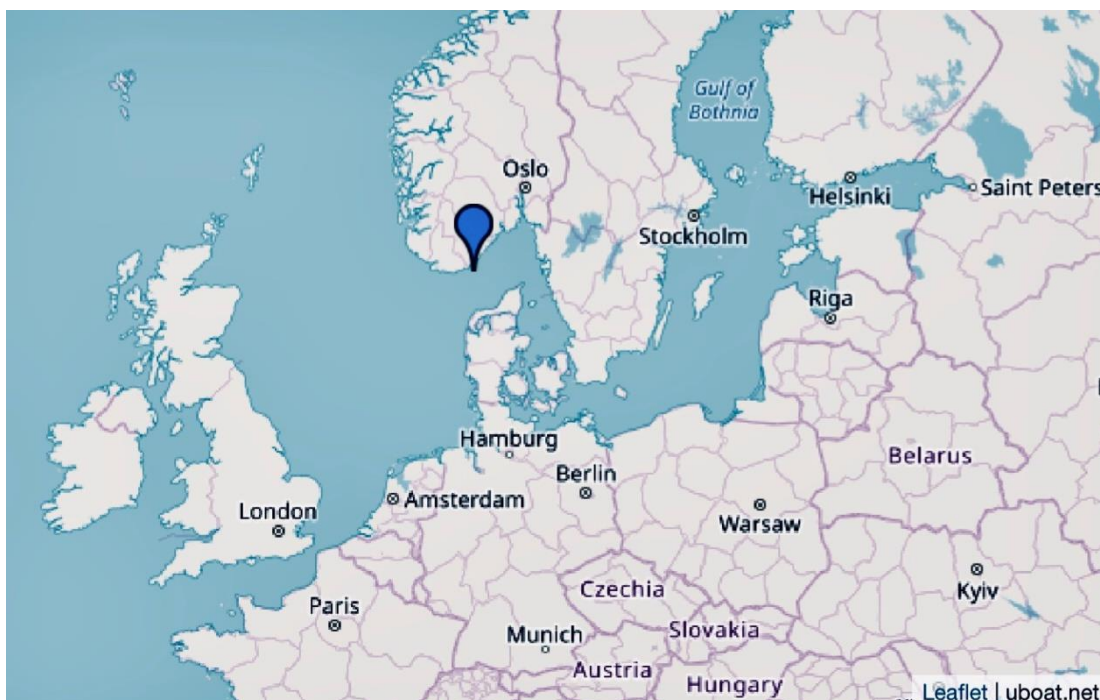 Gulf of
Bothnia
Oslo
Helsinki
Saint Peters
Stockholm
Riga
Hamburg
Belarus
Berlin
Amsterdam
London
Warsaw
Kyiv
Czechia
Paris
Slovakia
Munich
Austria
Hungary
Leaflet | uboat.net